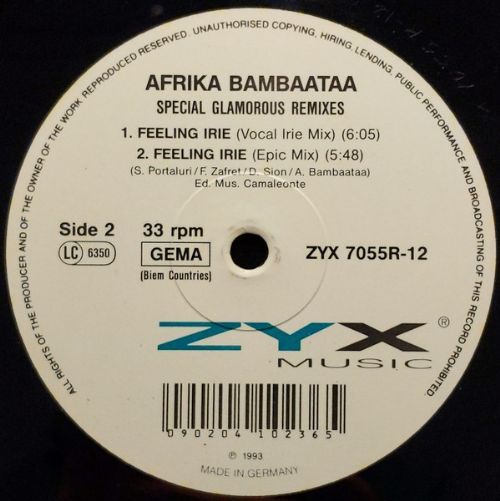 ALL RIGHTS OF THE PRODUCER AND OF THE OWNER OF THE WORK REPRODUCED RESERVED. UNAUTHORISED COPYING, HIRING, LENDING, PUBLIC PERFORMANCE AND BROADCASTING OF THIS RECORD PROHIBITED.
AFRIKA BAMBAATAA
SPECIAL GLAMOROUS REMIXES
1. FEELING IRIE (Vocal Irie Mix) (6:05)
2. FEELING IRIE (Epic Mix) (5:48)
(S. Portaluri/F. Zafret/D. Sion/A. Bambaataa)
Ed. Mus. Camaleonte
Side 2 33 rpm
LC 6350 GEMA ZYX 7055R-12
(Biem Countries)
ZYX ®
MUSIC
090204 102365
℗ 1993
MADE IN GERMANY